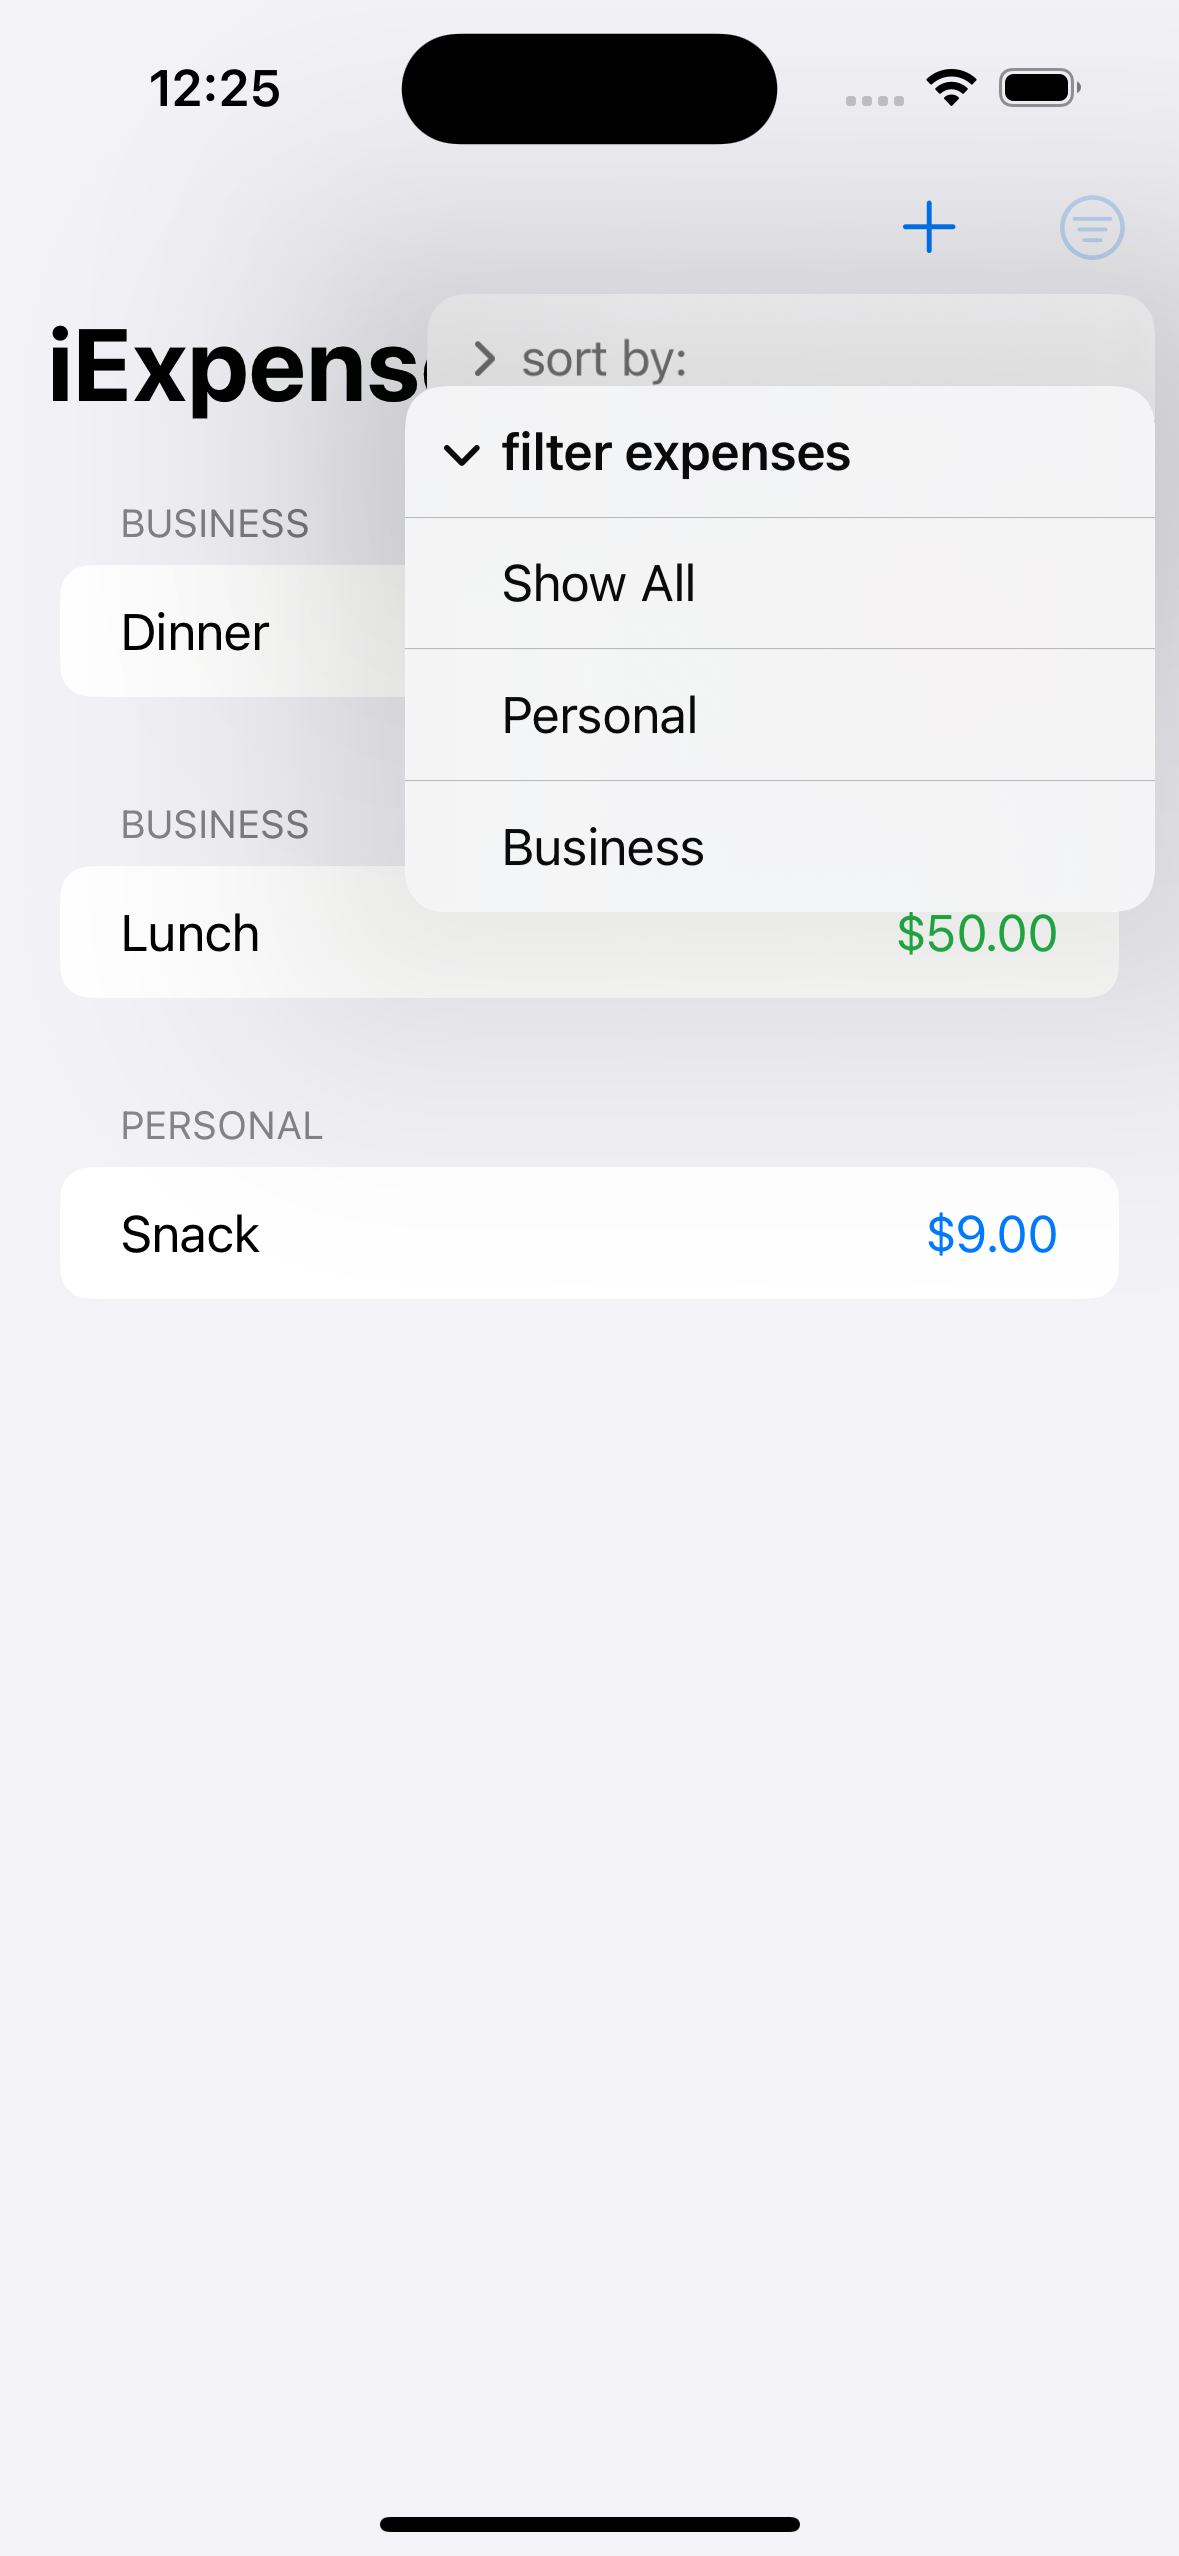 12:25
iExpens
sort by:
filter expenses
BUSINESS
Show All
Dinner
Personal
BUSINESS
Business
Lunch
$50.00
PERSONAL
Snack
$9.00